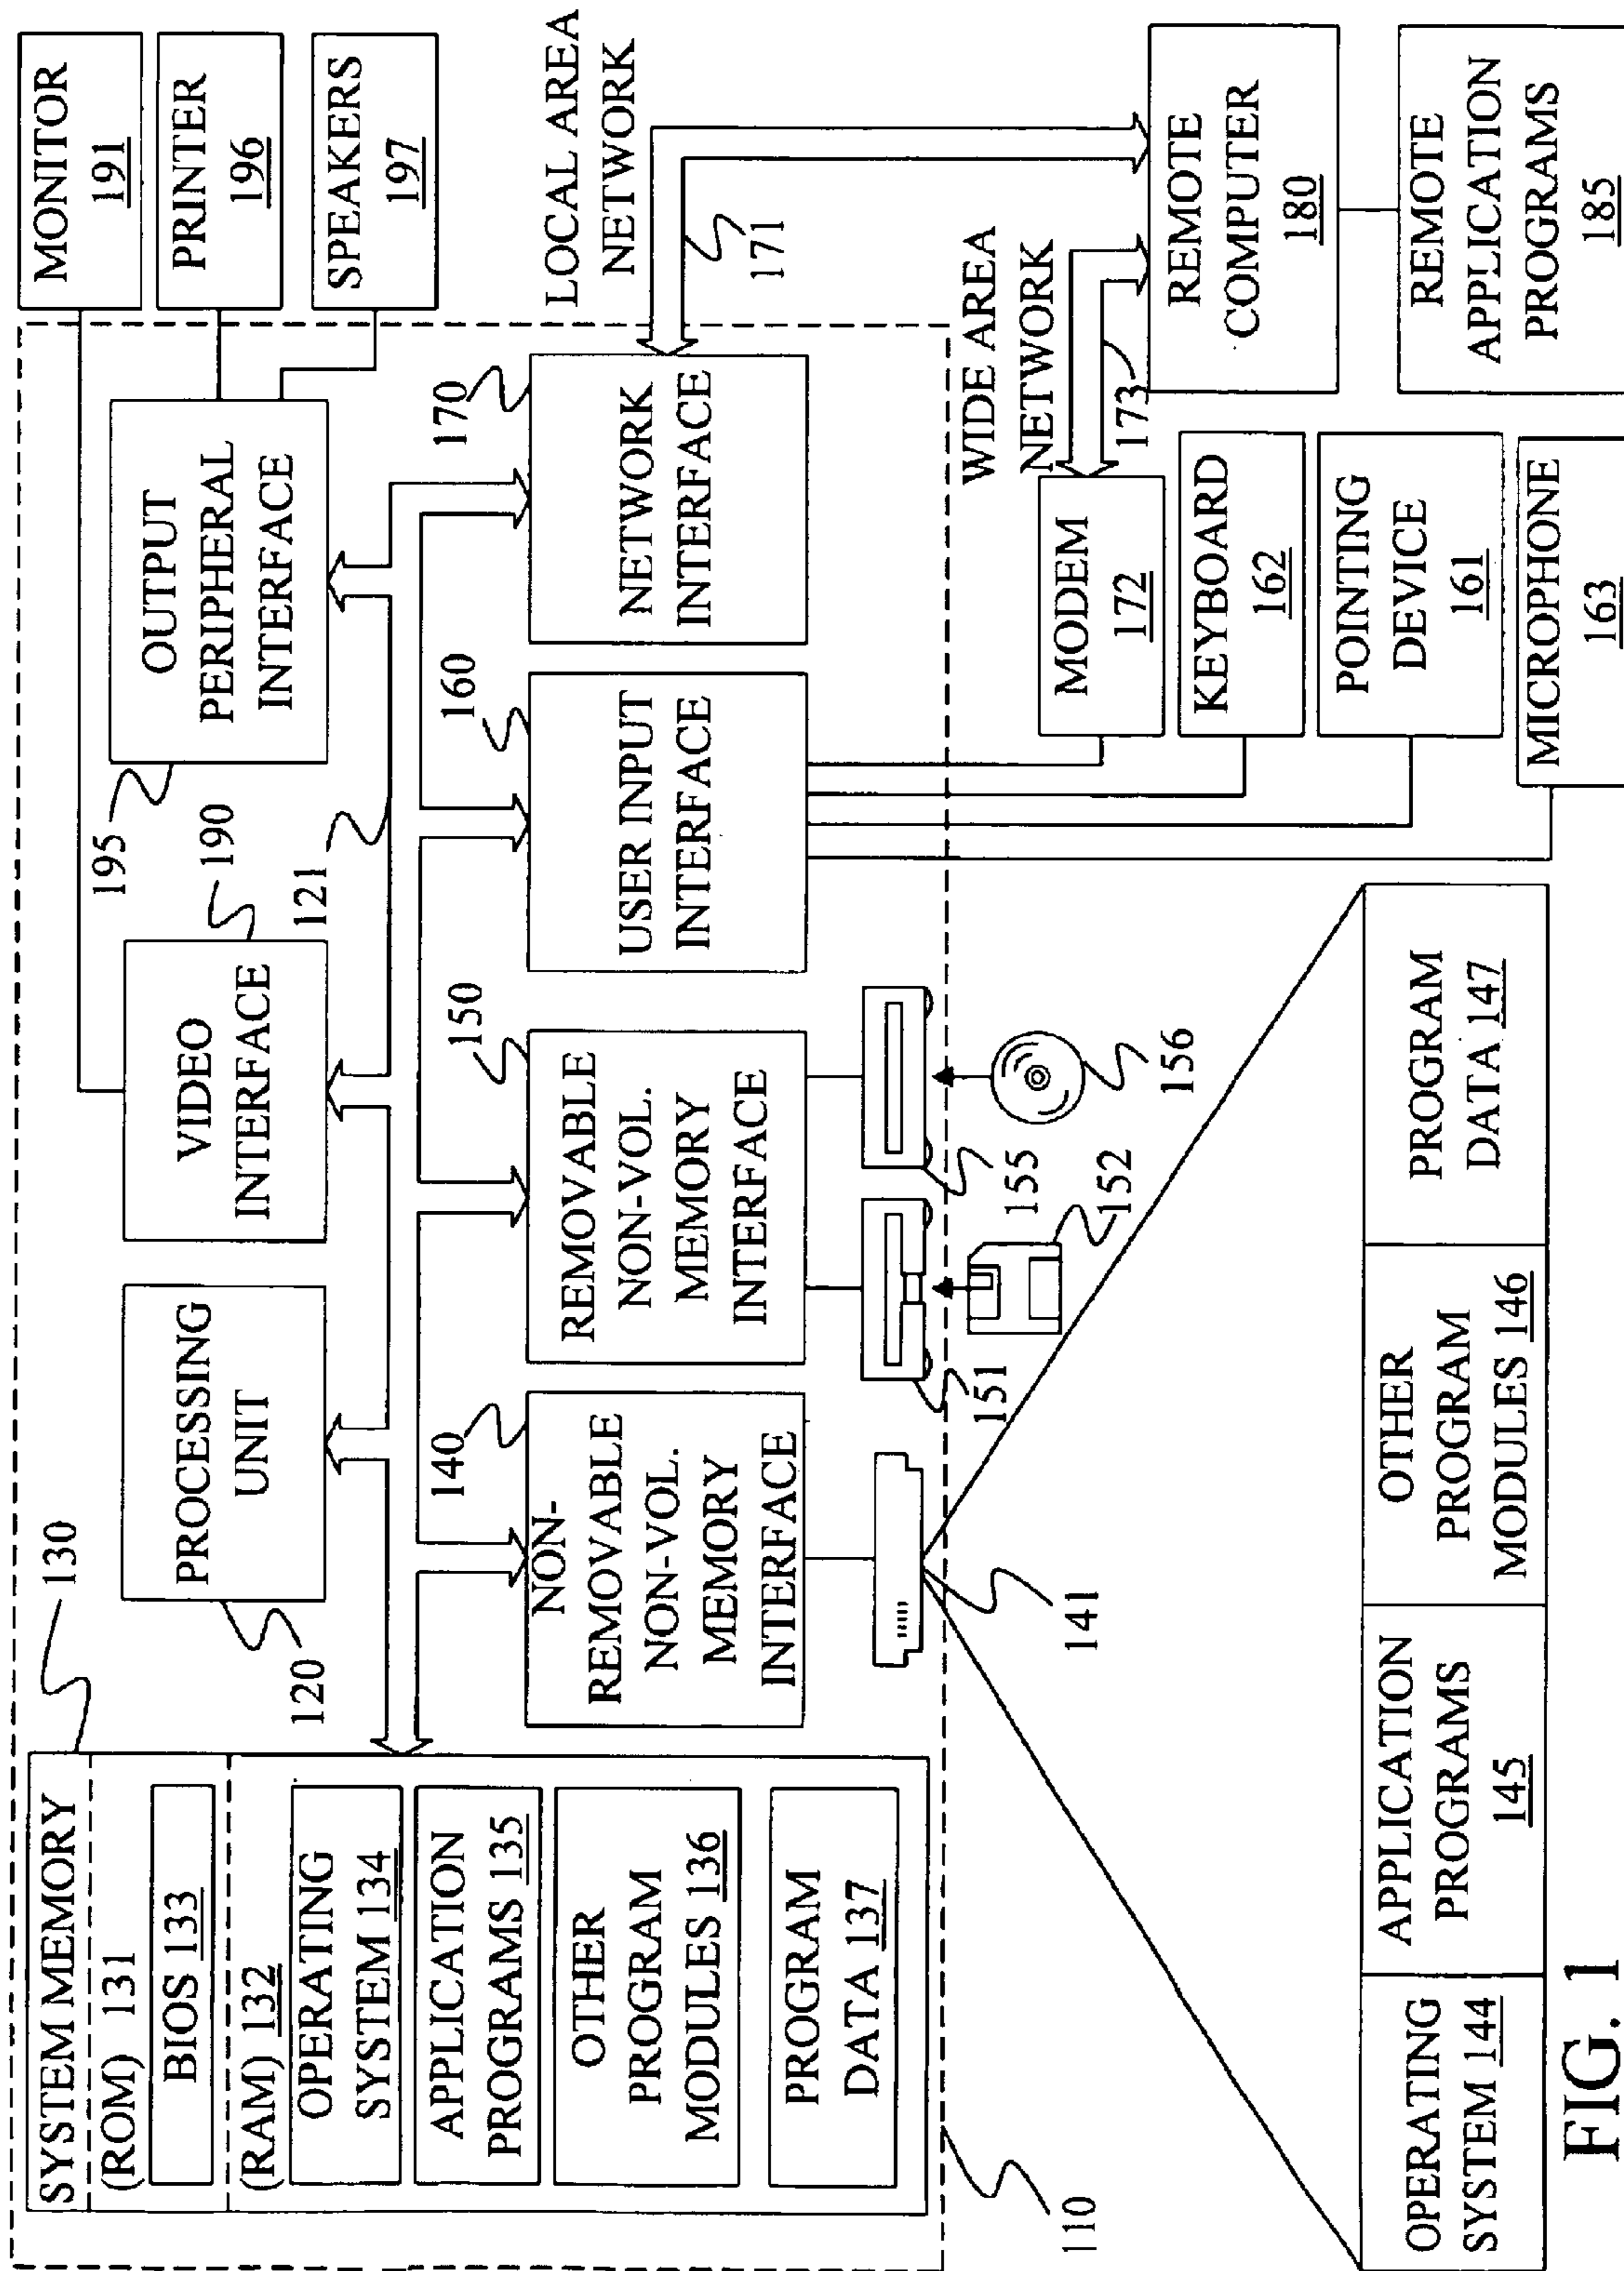 SYSTEM MEMORY
(ROM) 131
BIOS 133
(RAM) 132
OPERATING
SYSTEM 134
APPLICATION
PROGRAMS 135
OTHER
PROGRAM
MODULES 136
PROGRAM
DATA 137
130
120
PROCESSING
UNIT
VIDEO
INTERFACE
190
121
195
OUTPUT
PERIPHERAL
INTERFACE
MONITOR
191
PRINTER
196
SPEAKERS
197
140
NON-
REMOVABLE
NON-VOL.
MEMORY
INTERFACE
150
REMOVABLE
NON-VOL.
MEMORY
INTERFACE
160
USER INPUT
INTERFACE
170
NETWORK
INTERFACE
LOCAL AREA
NETWORK
171
141
151
155
152
156
WIDE AREA
NETWORK
173
MODEM
172
KEYBOARD
162
POINTING
DEVICE
161
MICROPHONE
163
REMOTE
COMPUTER
180
REMOTE
APPLICATION
PROGRAMS
185
110
OPERATING
SYSTEM 144
APPLICATION
PROGRAMS
145
OTHER
PROGRAM
MODULES 146
PROGRAM
DATA 147
FIG. 1